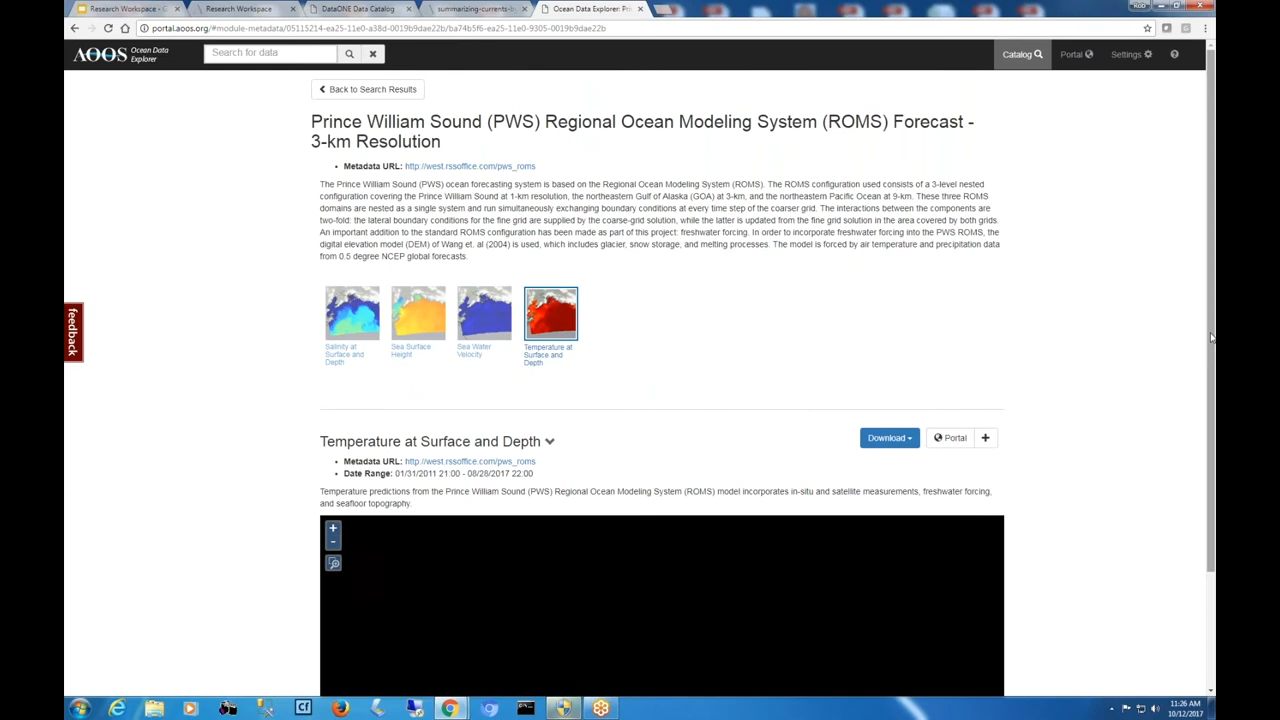 Research Workspace -
Research Workspace
DataONE Data Catalog
summarizing-currents-
Ocean Data Explorer: Pri
Rob
portal.aoos.org/#module-metadata/05115214-ea25-11e0-a38d-0019b9dae22b/ba74b5f6-ea25-11e0-9305-0019b9dae22b
AOOS Ocean Data Explorer
Search for data
Catalog
Portal
Settings
Back to Search Results
Prince William Sound (PWS) Regional Ocean Modeling System (ROMS) Forecast -
3-km Resolution
Metadata URL: http://west.rssoffice.com/pws_roms
The Prince William Sound (PWS) ocean forecasting system is based on the Regional Ocean Modeling System (ROMS). The ROMS configuration used consists of a 3-level nested
configuration covering the Prince William Sound at 1-km resolution, the northeastern Gulf of Alaska (GOA) at 3-km, and the northeastern Pacific Ocean at 9-km. These three ROMS
domains are nested as a single system and run simultaneously exchanging boundary conditions at every time step of the coarser grid. The interactions between the components are
two-fold: the lateral boundary conditions for the fine grid are supplied by the coarse-grid solution, while the latter is updated from the fine grid solution in the area covered by both grids.
An important addition to the standard ROMS configuration has been made as part of this project: freshwater forcing. In order to incorporate freshwater forcing into the PWS ROMS, the
digital elevation model (DEM) of Wang et. al (2004) is used, which includes glacier, snow storage, and melting processes. The model is forced by air temperature and precipitation data
from 0.5 degree NCEP global forecasts.
feedback
Salinity at
Surface and
Depth
Sea Surface
Height
Sea Water
Velocity
Temperature at
Surface and
Depth
Temperature at Surface and Depth
Download
Portal
Metadata URL: http://west.rssoffice.com/pws_roms
Date Range: 01/31/2011 21:00 - 08/28/2017 22:00
Temperature predictions from the Prince William Sound (PWS) Regional Ocean Modeling System (ROMS) model incorporates in-situ and satellite measurements, freshwater forcing,
and seafloor topography.
Cf
11:26 AM
10/12/2017